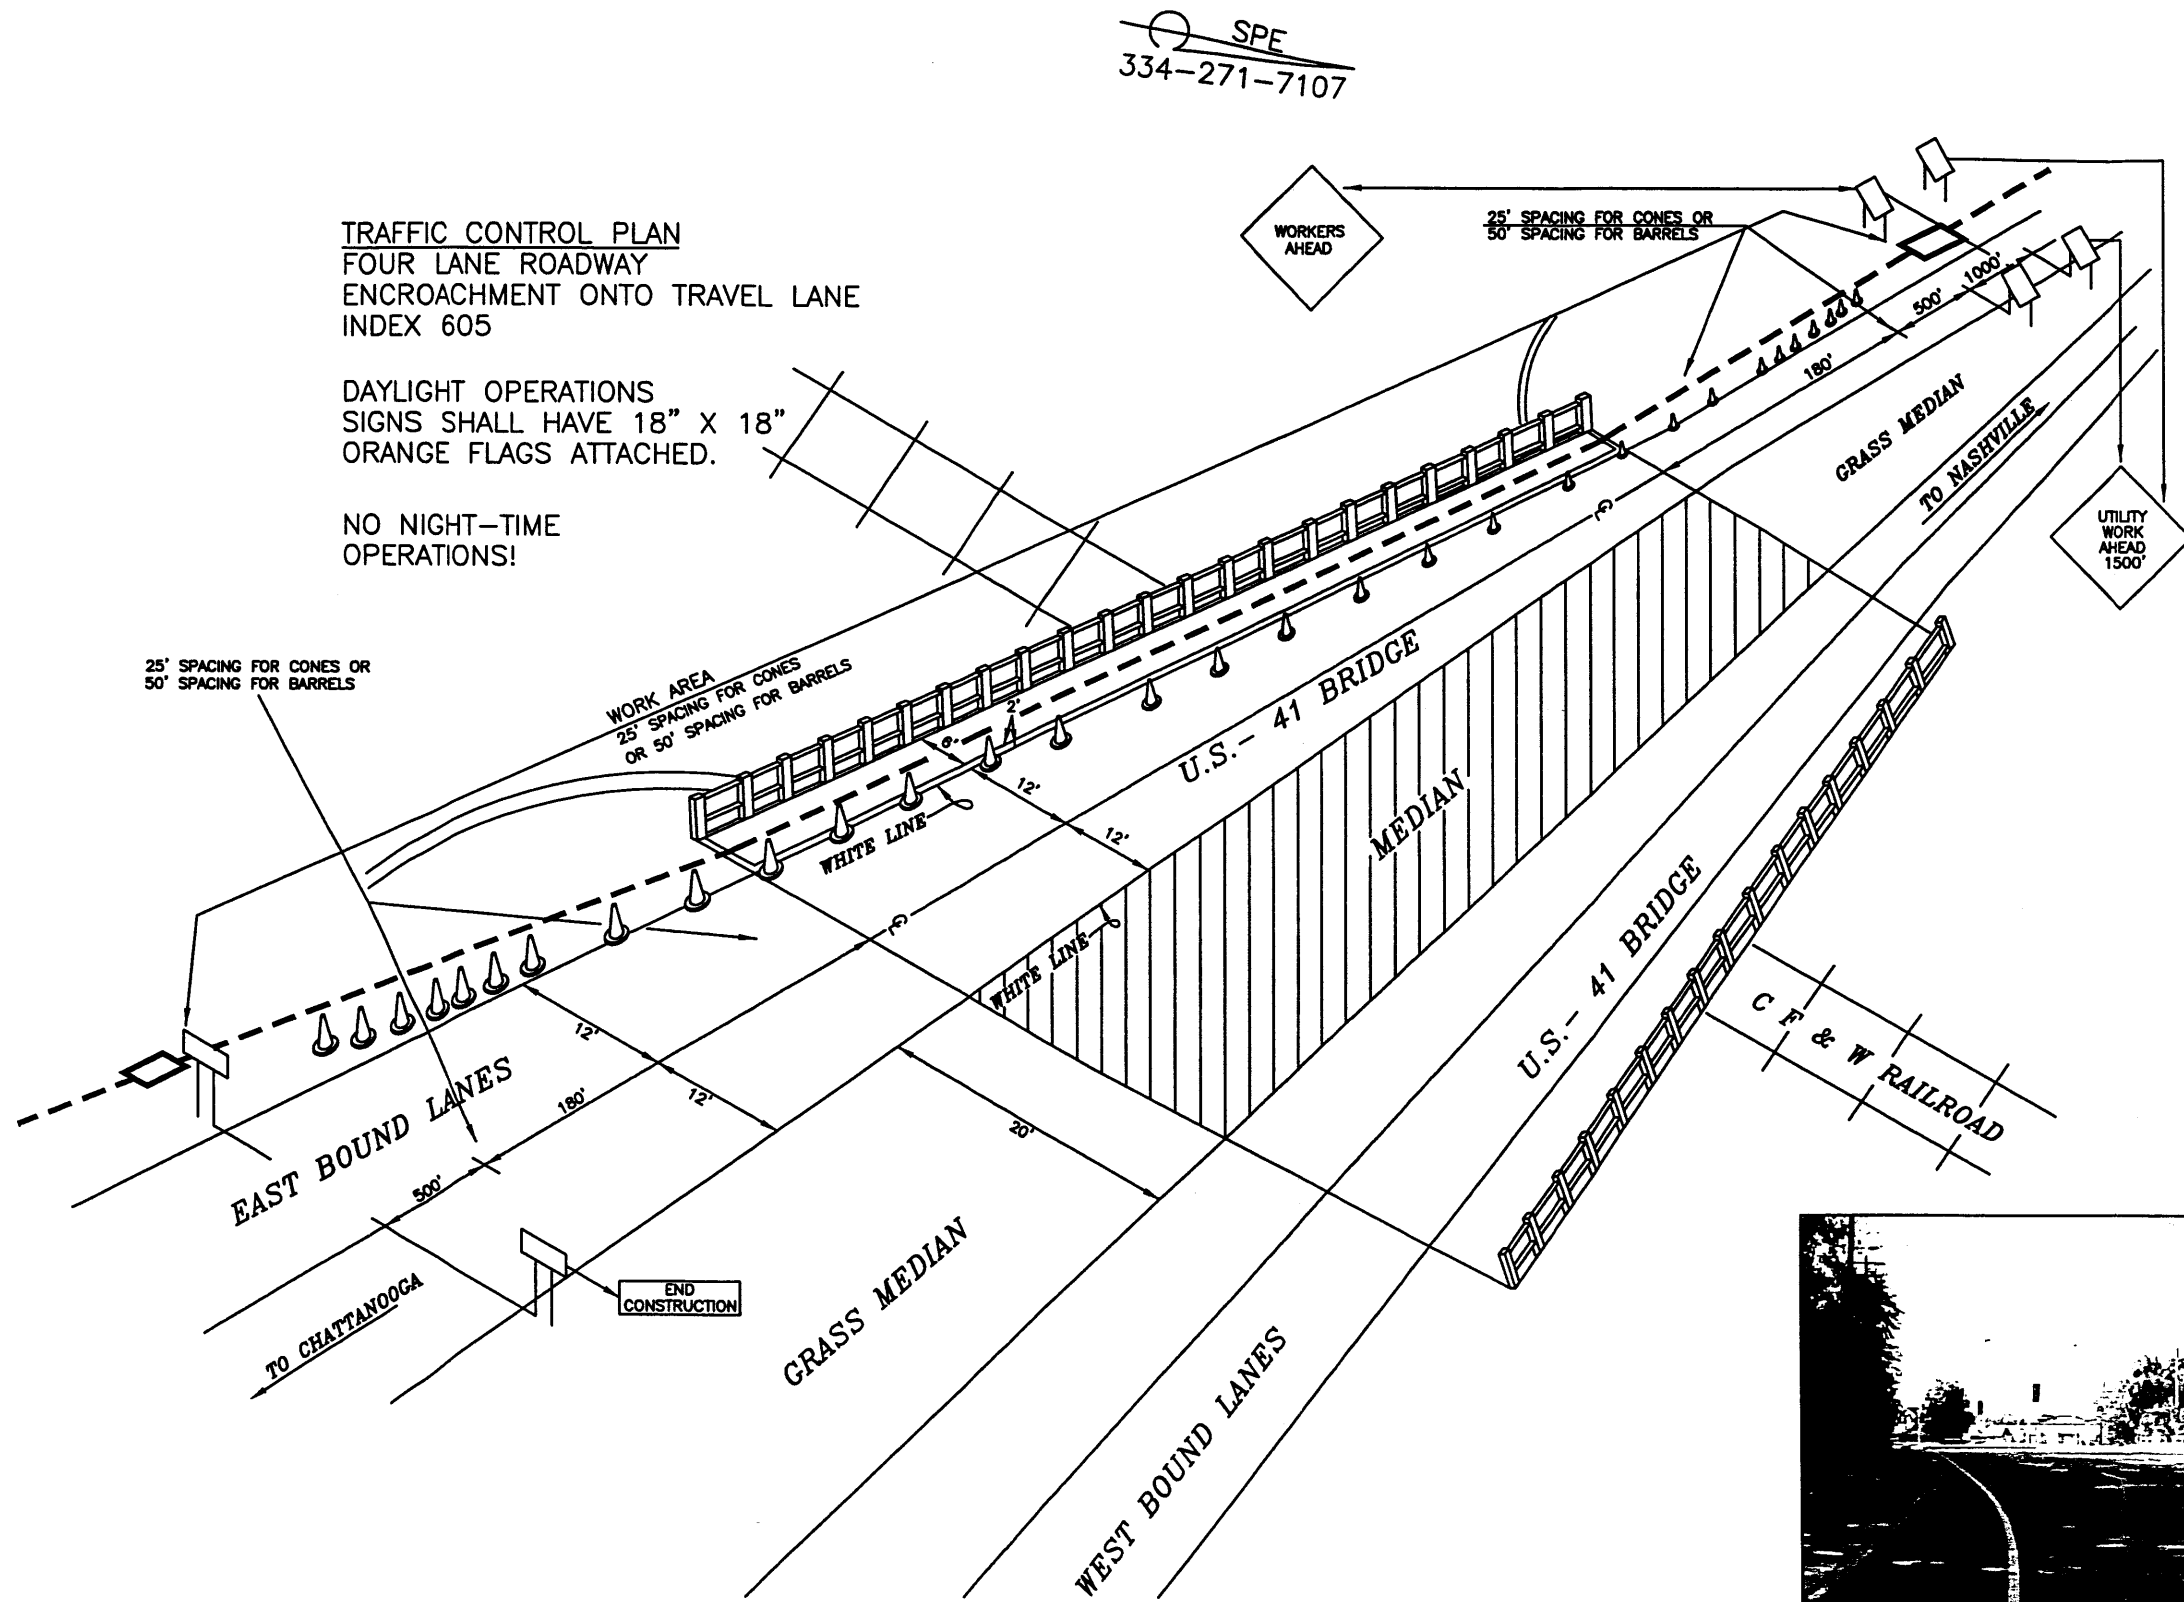 SPE
334-271-7107
TRAFFIC CONTROL PLAN
FOUR LANE ROADWAY
ENCROACHMENT ONTO TRAVEL LANE
INDEX 605
DAYLIGHT OPERATIONS
SIGNS SHALL HAVE 18" X 18"
ORANGE FLAGS ATTACHED.
NO NIGHT-TIME
OPERATIONS!
WORKERS
AHEAD
25' SPACING FOR CONES OR
50' SPACING FOR BARRELS
1000'
500'
180'
GRASS MEDIAN
TO NASHVILLE
UTILITY
WORK
AHEAD
1500'
25' SPACING FOR CONES OR
50' SPACING FOR BARRELS
WORK AREA
25' SPACING FOR CONES
OR 50' SPACING FOR BARRELS
2'
6'
12'
12'
WHITE LINE
U.S.- 41 BRIDGE
MEDIAN
WHITE LINE
U.S.- 41 BRIDGE
C F & W RAILROAD
12'
12'
180'
20'
500'
EAST BOUND LANES
TO CHATTANOOGA
END
CONSTRUCTION
GRASS MEDIAN
WEST BOUND LANES